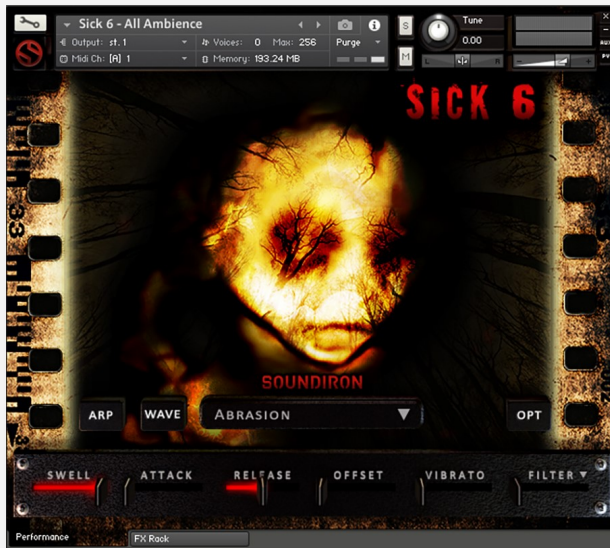 Sick 6 - All Ambience
Output: st.1
Voices: 0 Max: 256
Purge
Midi Ch: [A] 1
Memory: 193.24 MB
S
M
Tune
0.00
L
R
SICK 6
33
SOUNDIRON
ARP
WAVE
ABRASION
OPT
SWELL
ATTACK
RELEASE
OFFSET
VIBRATO
FILTER
Performance
FX Rack